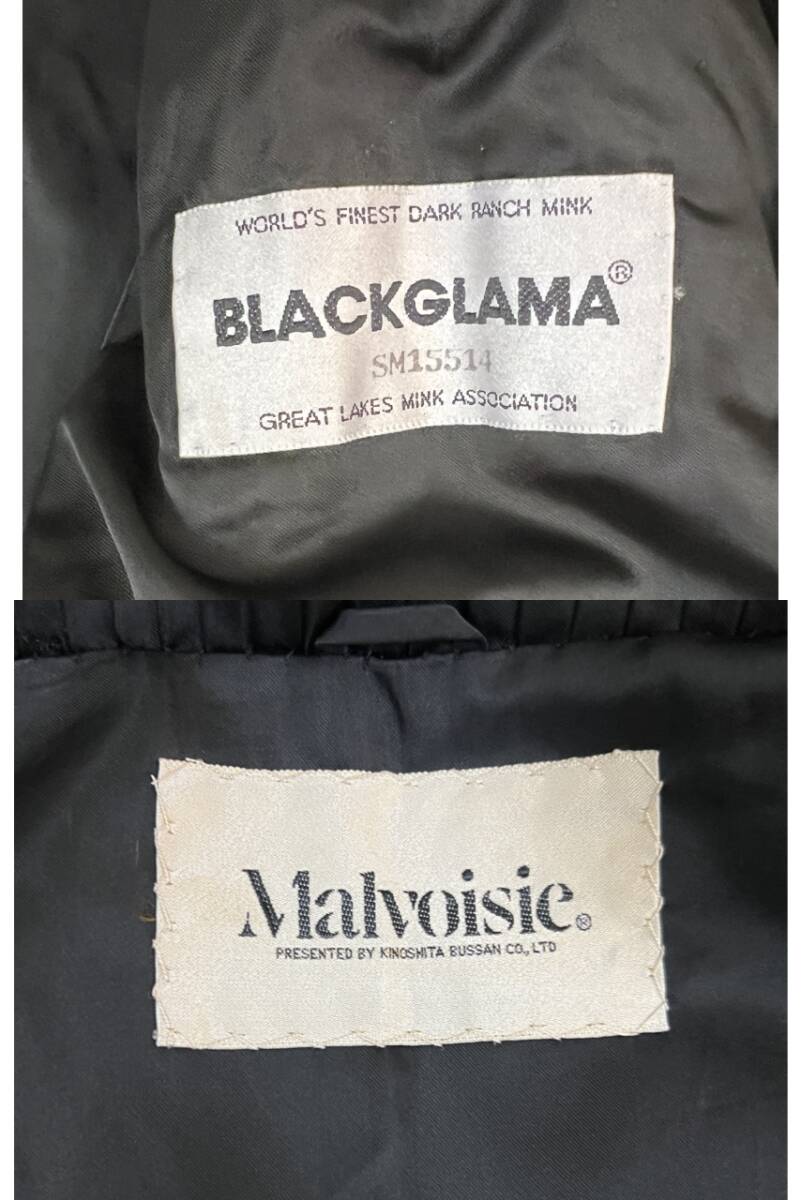 WORLD'S FINEST DARK RANCH MINK
BLACKGLAMA®
SM15514
GREAT LAKES MINK ASSOCIATION
Malvoisie®
PRESENTED BY KINOSHITA BUSSAN CO., LTD